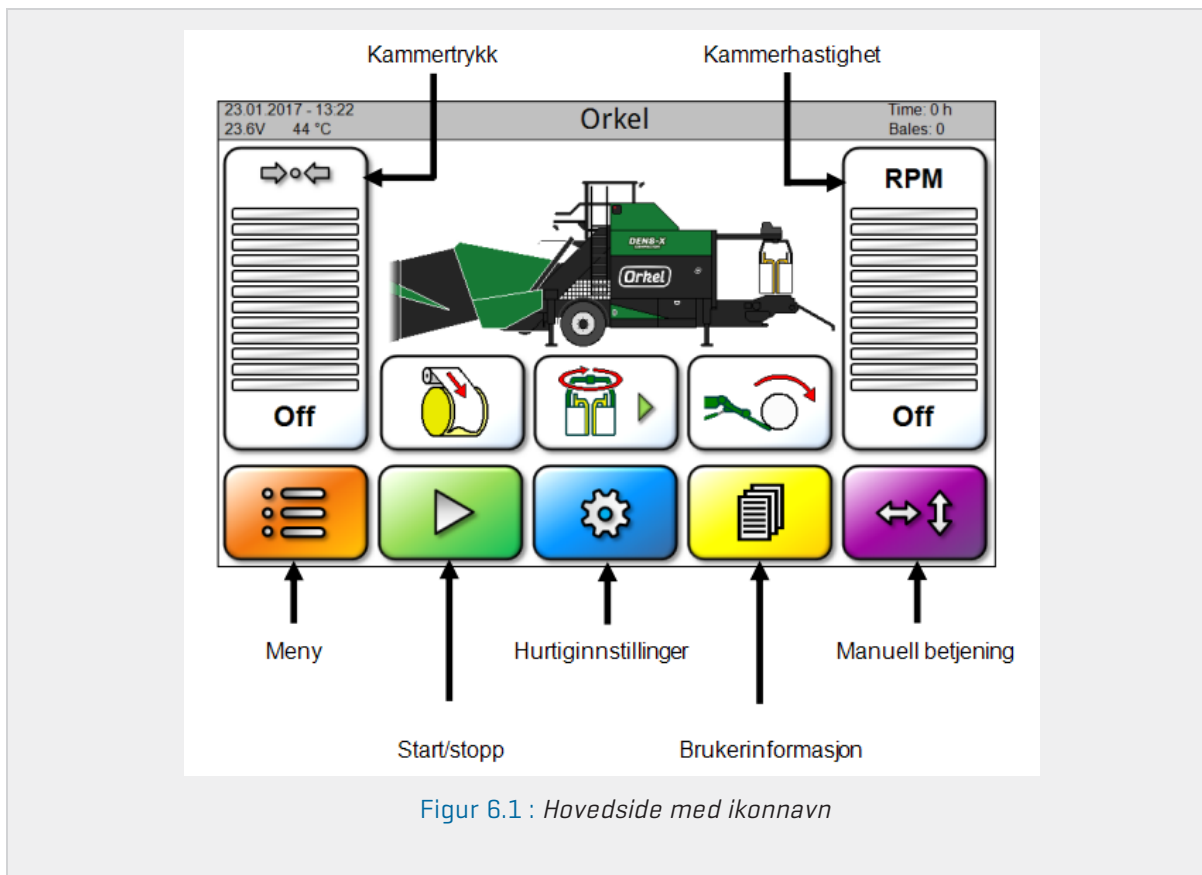 Kammertrykk
Kammerhastighet
23.01.2017 - 13:22
23.6V 44 °C
Orkel
Time: 0 h
Bales: 0
RPM
DENS-X
Orkel
Off
Off
Meny
Hurtiginnstillinger
Manuell betjening
Start/stopp
Brukerinformasjon
Figur 6.1 : Hovedside med ikonnavn